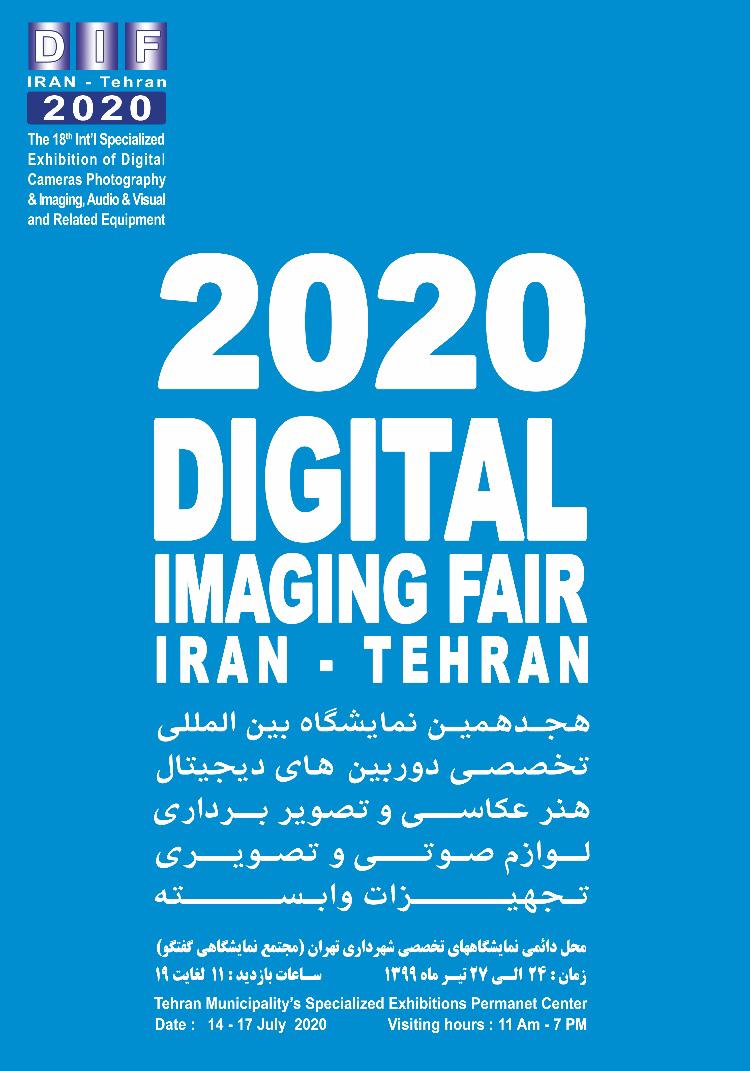 DIF
IRAN - Tehran
2020
The 18th Int'l Specialized
Exhibition of Digital
Cameras Photography
& Imaging, Audio & Visual
and Related Equipment
2020
DIGITAL
IMAGING FAIR
IRAN - TEHRAN
هجدهمین نمایشگاه بین المللی
تخصصی دوربین های دیجیتال
هنر عکاسی و تصویر برداری
لوازم صوتی و تصویری
تجهیزات وابسته
محل دائمی نمایشگاههای تخصصی شهرداری تهران (مجتمع نمایشگاهی گفتگو)
زمان : ۲۴ الی ۲۷ تیر ماه ۱۳۹۹ ساعات بازدید : ۱۱ لغایت ۱۹
Tehran Municipality's Specialized Exhibitions Permanet Center
Date : 14 - 17 July 2020 Visiting hours : 11 Am - 7 PM